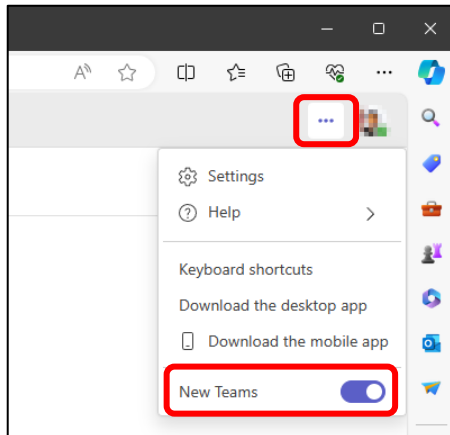 Settings
Help
Keyboard shortcuts
Download the desktop app
Download the mobile app
New Teams